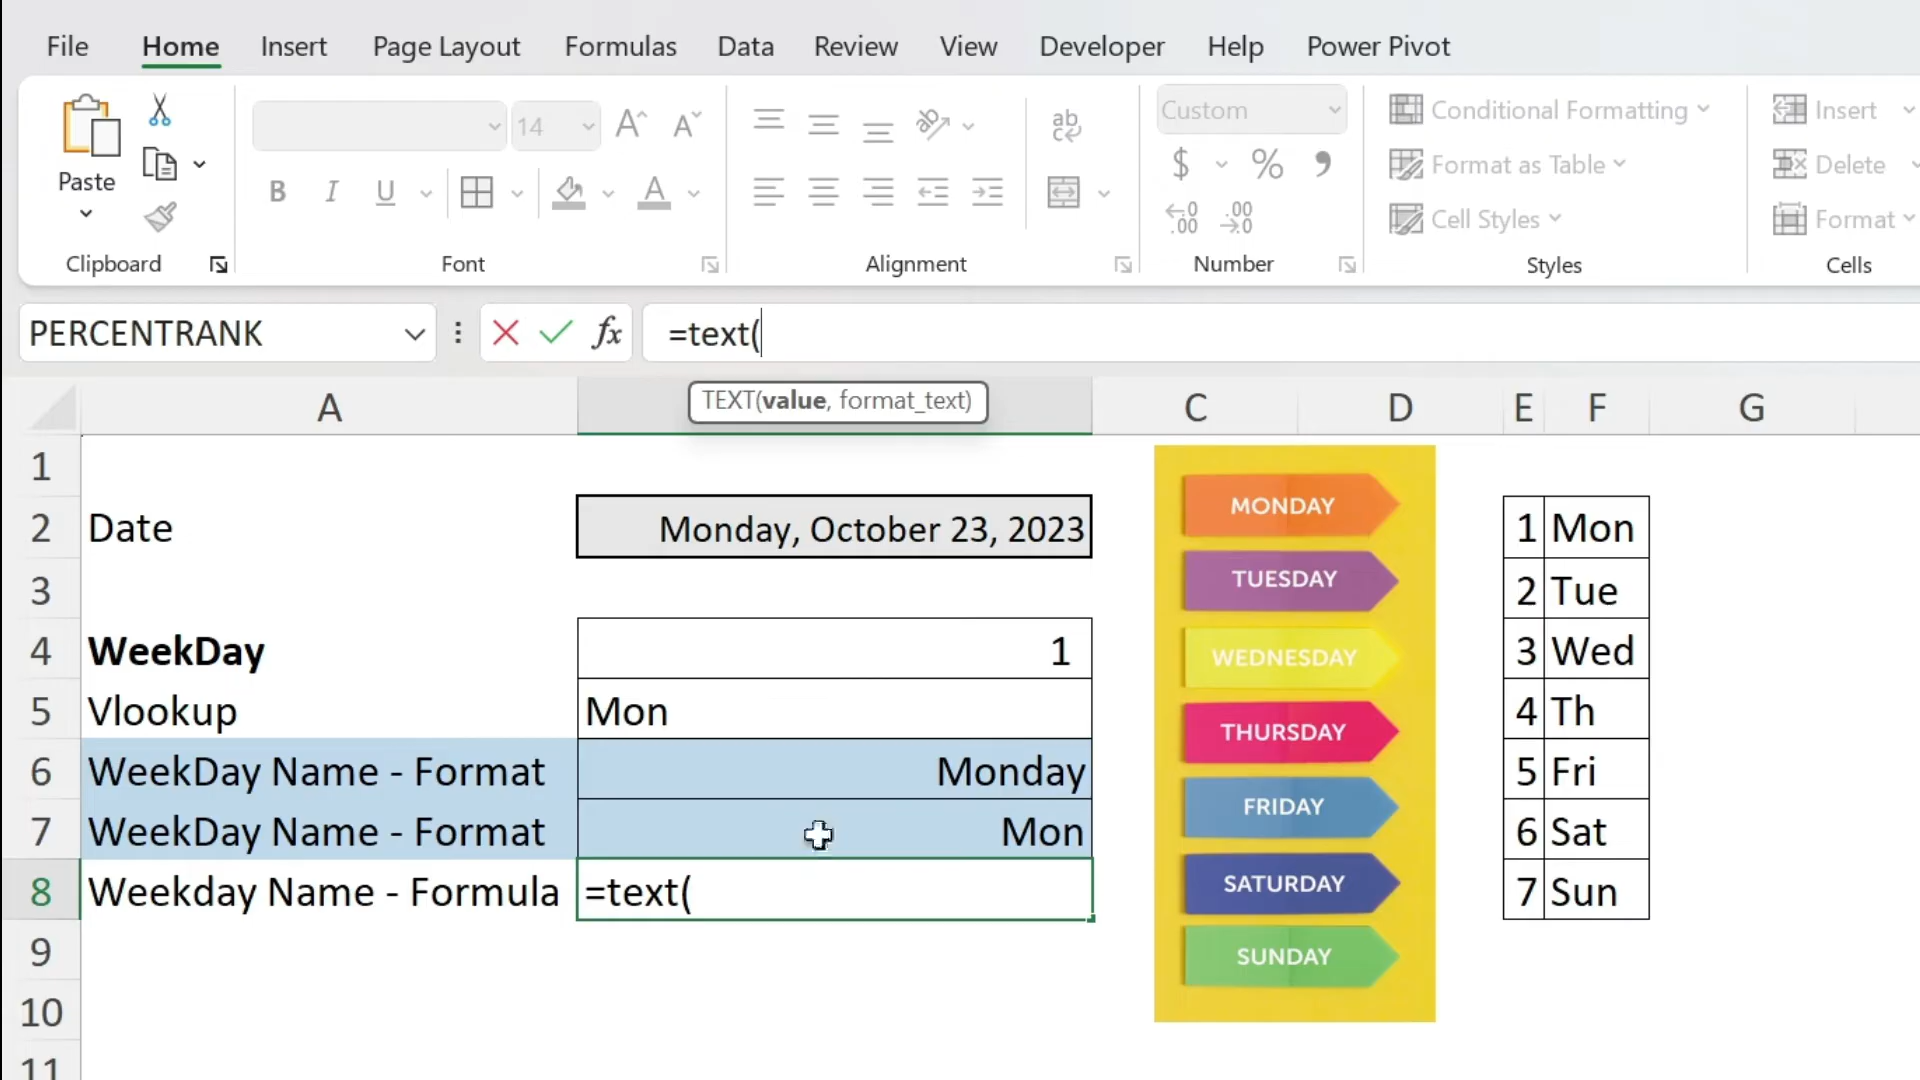 File Home Insert Page Layout Formulas Data Review View Developer Help Power Pivot
Paste
14
Custom
Conditional Formatting
Insert
Format as Table
Delete
B I U
A
$ % 9
Cell Styles
Format
Clipboard Font Alignment Number Styles Cells
PERCENTRANK fx =text(
TEXT(value, format_text)
A C D E F G
1
MONDAY
2 Date Monday, October 23, 2023 1 Mon
TUESDAY
3 2 Tue
4 WeekDay 1 WEDNESDAY 3 Wed
5 Vlookup Mon THURSDAY 4 Th
6 WeekDay Name - Format Monday FRIDAY 5 Fri
7 WeekDay Name - Format Mon 6 Sat
8 Weekday Name - Formula =text( SATURDAY 7 Sun
9 SUNDAY
10
11